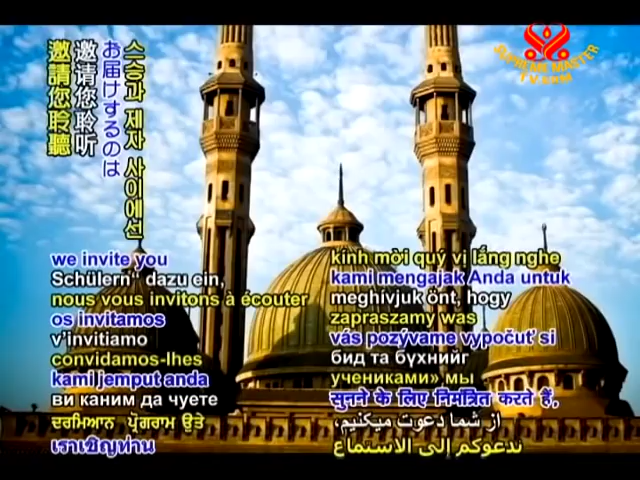 SUPREME MASTER
TV
邀請您聆聽
邀请您聆听
お届けするのは
스승과 제자 사이에선
we invite you
Schülern“ dazu ein,
nous vous invitons à écouter
os invitamos
v’invitiamo
convidamos-lhes
kami jemput anda
ви каним да чуете
ਦਰਮਿਆਨ ਪ੍ਰੋਗਰਾਮ ਉਤੇ
เราเชิญท่าน
kính mời quý vị lắng nghe
kami mengajak Anda untuk
meghívjuk önt, hogy
zapraszamy was
vás pozývame vypočuť si
бид та бүхнийг
учениками» мы
सुनने के लिए निमंत्रित करते हैं,
از شما دعوت میکنیم،
ندعوكم إلى الاستماع